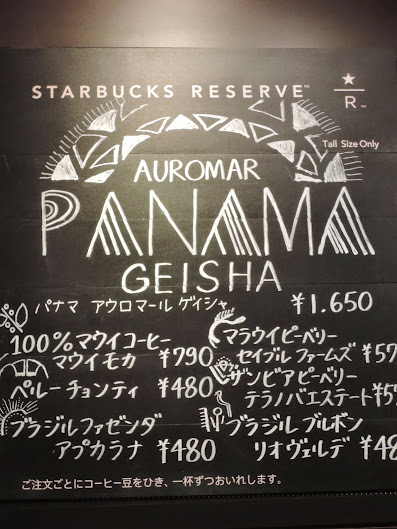 STARBUCKS RESERVE™
R™
Tall Size Only
AUROMAR
PANAMA
GEISHA
パナマ アウロマール ゲイシャ ¥1.650
100%マウイコーヒー
マウイモカ ¥790
ペルーチョンティ ¥480
ブラジルファゼンダ
アプカラナ ¥480
マラウイピーベリー
セイブルファームズ ¥57
ザンビアピーベリー
テラノバエステート ¥5
ブラジルブルボン
リオヴェルデ ¥48
ご注文ごとにコーヒー豆をひき、一杯ずつおいれします。